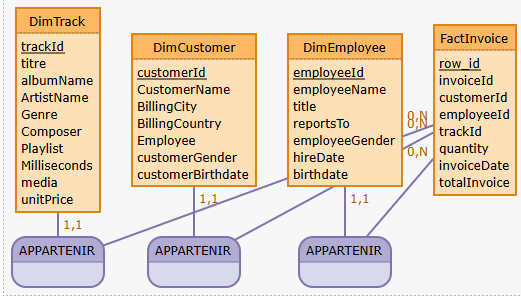 DimTrack
trackId
titre
albumName
ArtistName
Genre
Composer
Playlist
Milliseconds
media
unitPrice
DimCustomer
customerId
CustomerName
BillingCity
BillingCountry
Employee
customerGender
customerBirthdate
DimEmployee
employeeId
employeeName
title
reportsTo
employeeGender
hireDate
birthdate
FactInvoice
row_id
invoiceId
customerId
employeeId
trackId
quantity
invoiceDate
totalInvoice
0,N
0,N
0,N
1,1
1,1
1,1
APPARTENIR
APPARTENIR
APPARTENIR